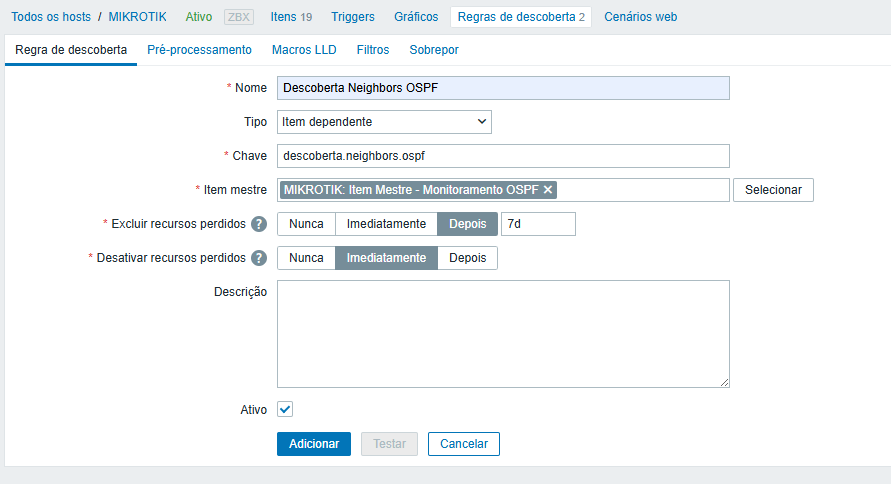 Todos os hosts / MIKROTIK Ativo ZBX Itens 19 Triggers Gráficos Regras de descoberta 2 Cenários web
Regra de descoberta Pré-processamento Macros LLD Filtros Sobrepor
* Nome Descoberta Neighbors OSPF
Tipo Item dependente
* Chave descoberta.neighbors.ospf
* Item mestre MIKROTIK: Item Mestre - Monitoramento OSPF ✕ Selecionar
* Excluir recursos perdidos ? Nunca Imediatamente Depois 7d
* Desativar recursos perdidos ? Nunca Imediatamente Depois
Descrição
Ativo
Adicionar Testar Cancelar